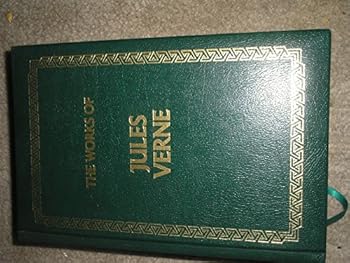 THE WORKS OF
JULES
VERNE